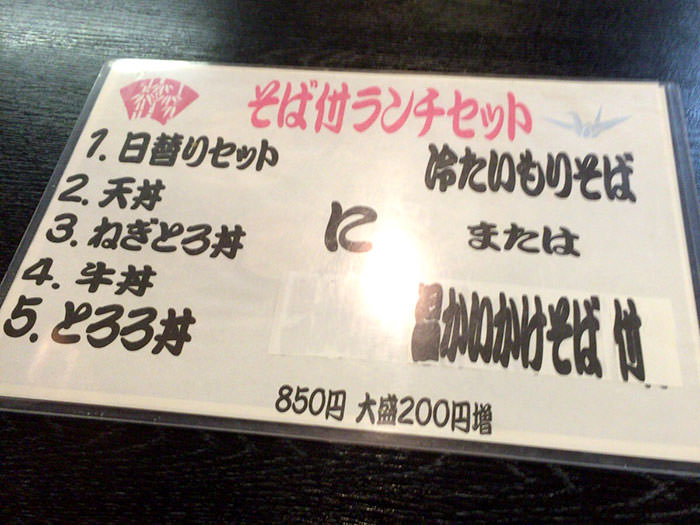 そば付ランチセット
1. 日替りセット
2. 天丼
3. ねぎとろ丼
4. 牛丼
5. とろろ丼
に
冷たいもりそば
または
温かいかけそば 付
850円 大盛200円増